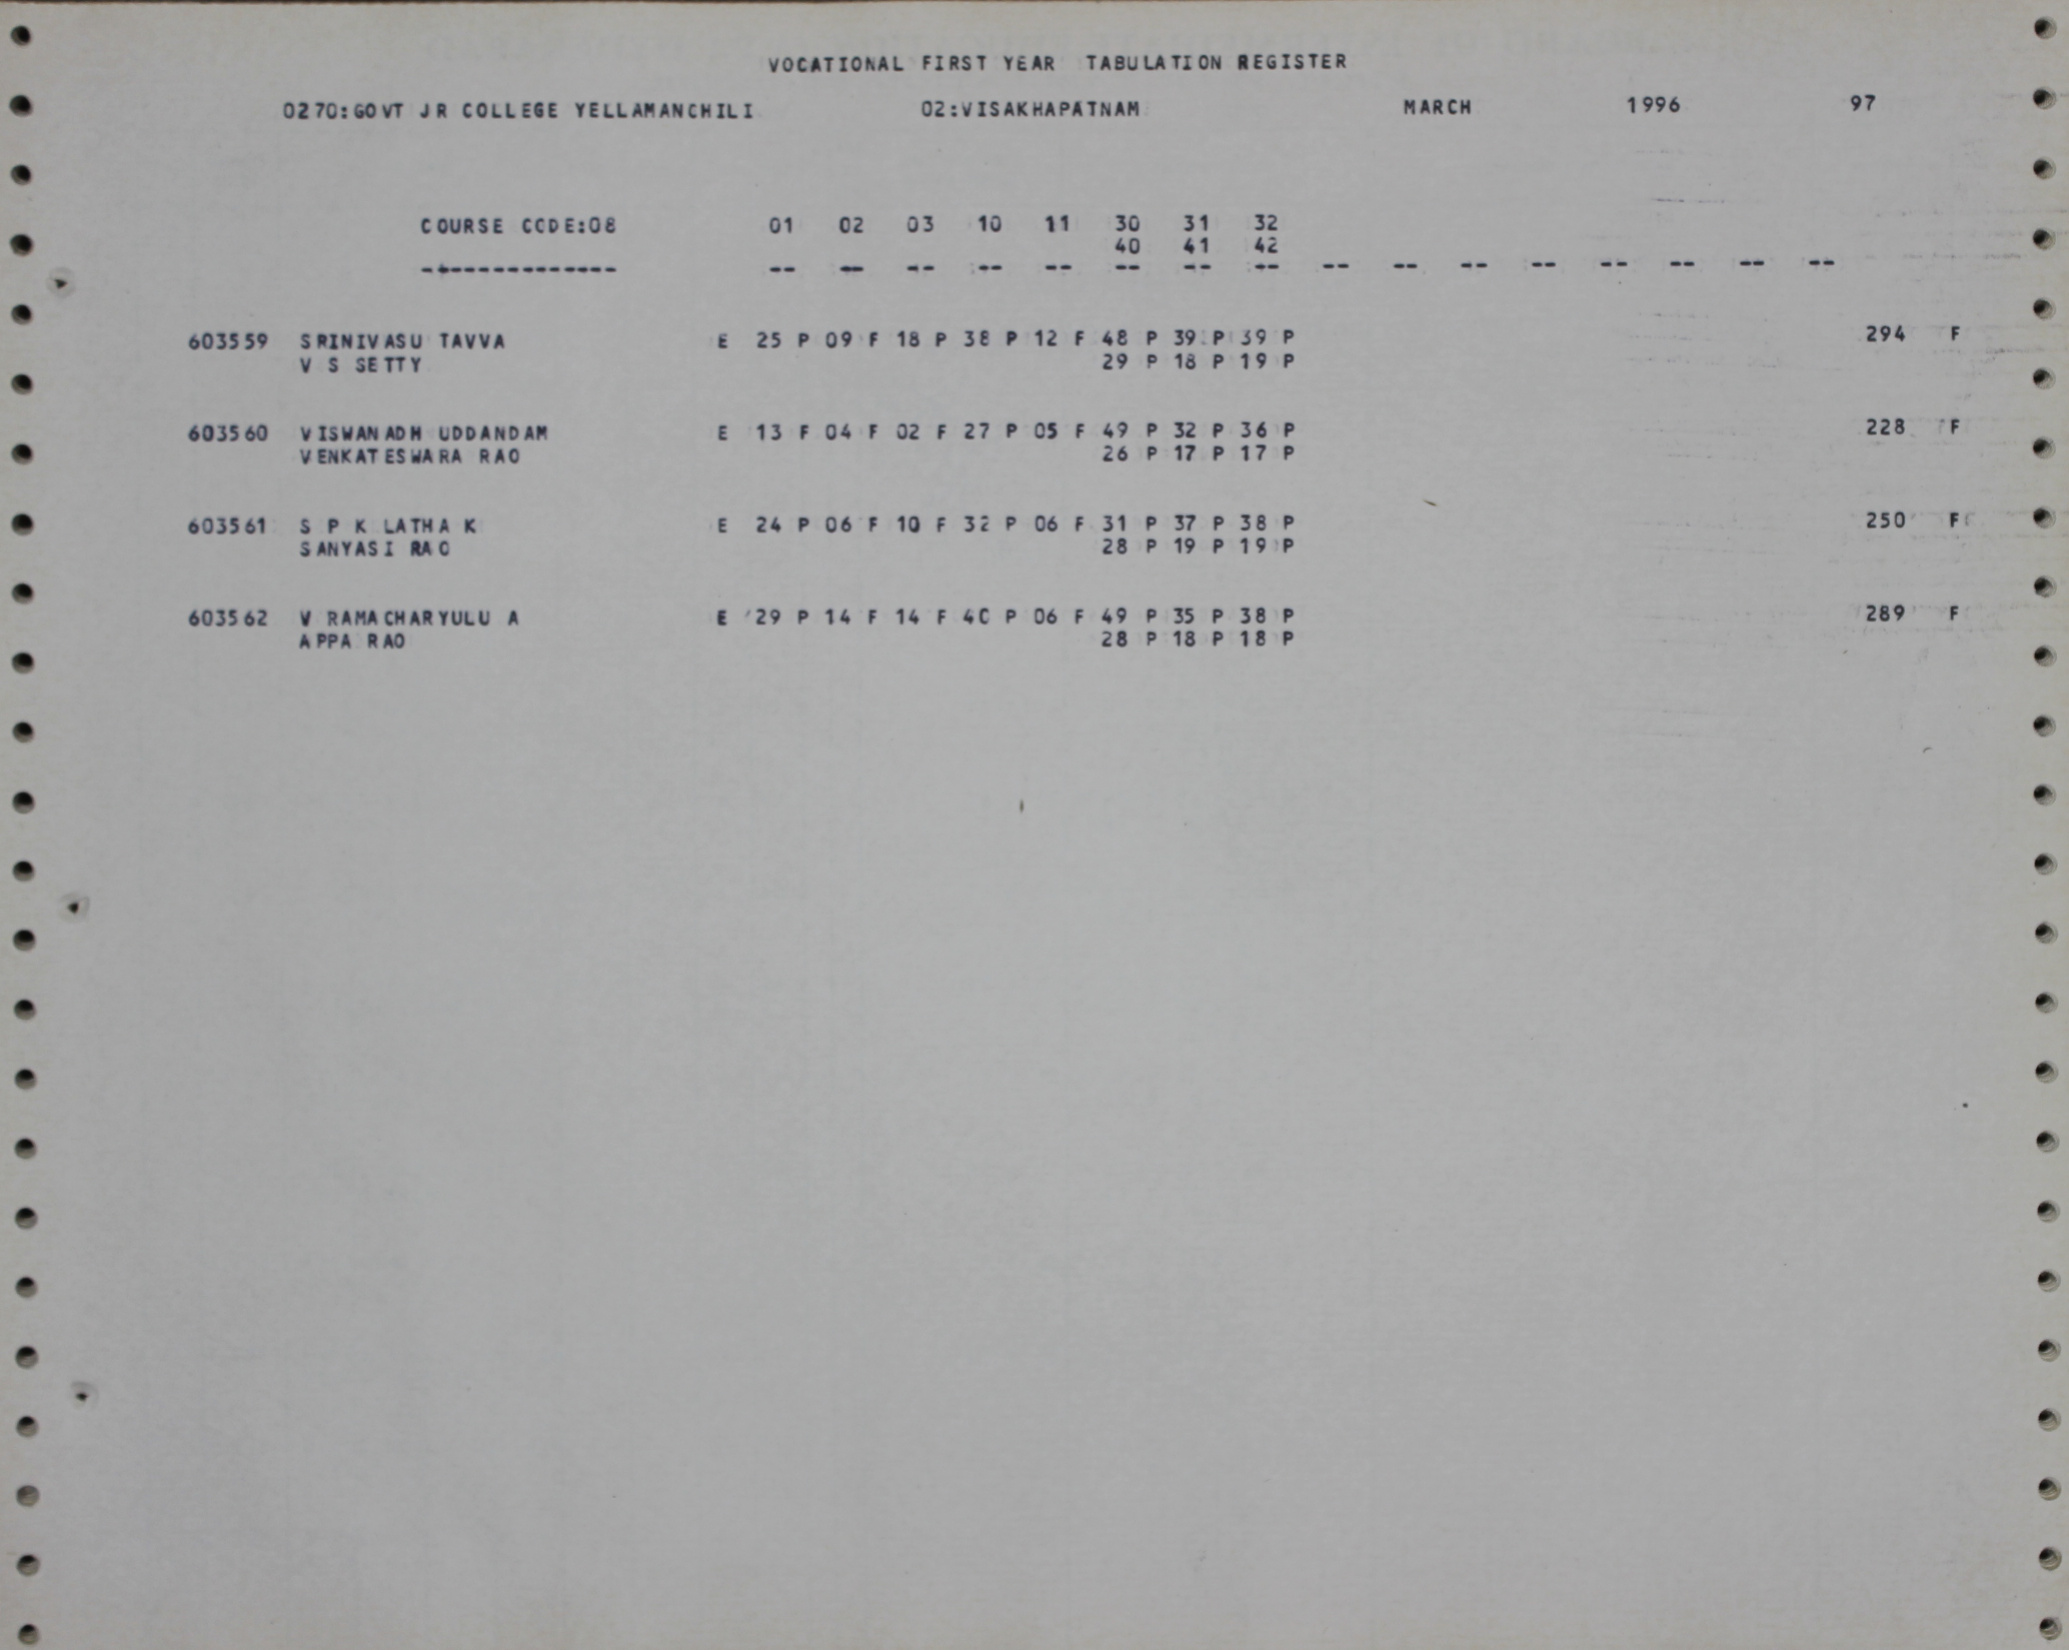 VOCATIONAL FIRST YEAR TABULATION REGISTER
0270:GOVT JR COLLEGE YELLAMANCHILI 02:VISAKHAPATNAM MARCH 1996 97
COURSE CODE:08 01 02 03 10 11 30 31 32
40 41 42
-------------- -- -- -- -- -- -- -- -- -- -- -- -- -- -- -- --
603559 SRINIVASU TAVVA E 25 P 09 F 18 P 38 P 12 F 48 P 39 P 39 P 294 F
V S SETTY 29 P 18 P 19 P
603560 VISWANADH UDDANDAM E 13 F 04 F 02 F 27 P 05 F 49 P 32 P 36 P 228 F
VENKATESWARA RAO 26 P 17 P 17 P
603561 S P K LATHA K E 24 P 06 F 10 F 32 P 06 F 31 P 37 P 38 P 250 F
SANYASI RAO 28 P 19 P 19 P
603562 V RAMACHARYULU A E 29 P 14 F 14 F 40 P 06 F 49 P 35 P 38 P 289 F
APPA RAO 28 P 18 P 18 P